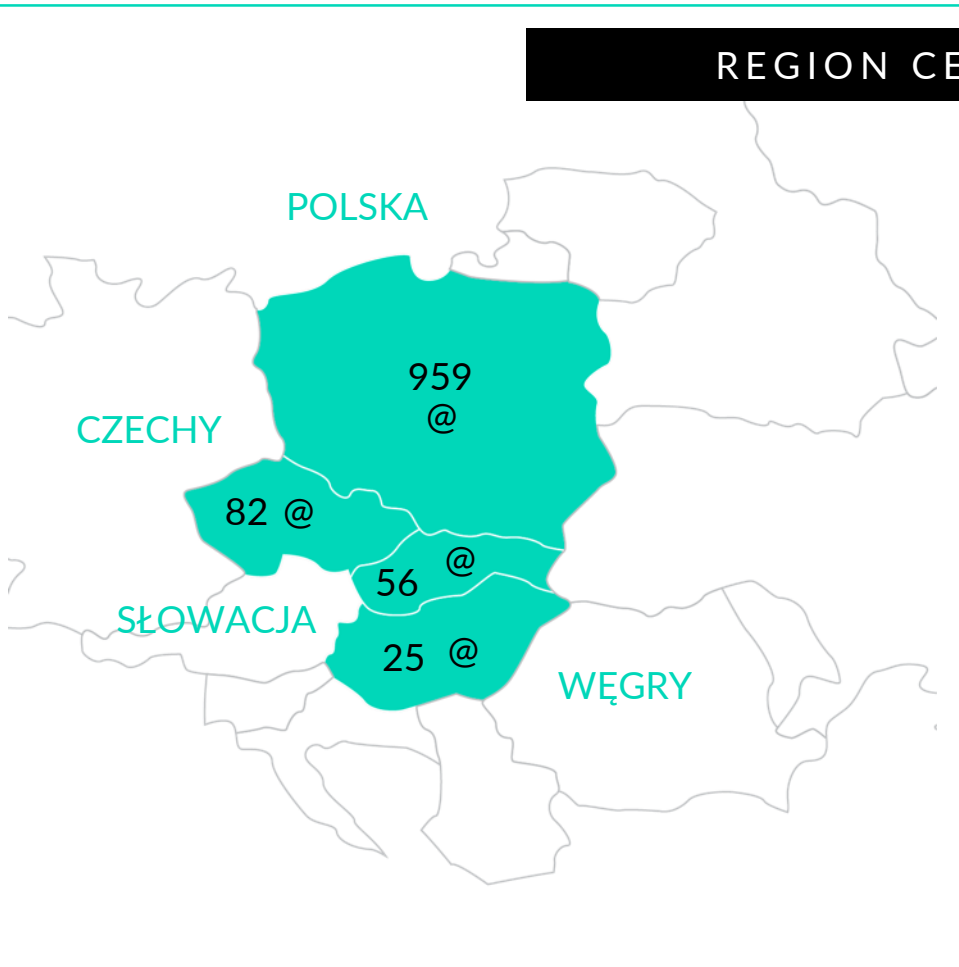 REGION CE
POLSKA
959
@
CZECHY
82 @
@
56
SŁOWACJA
25 @
WĘGRY